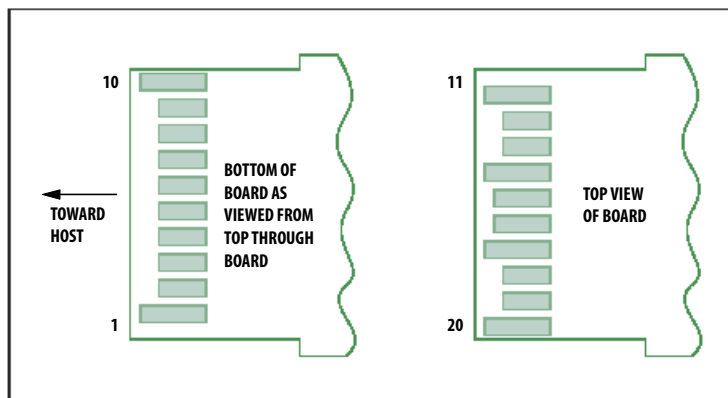 10
BOTTOM OF
BOARD AS
VIEWED FROM
TOP THROUGH
BOARD
TOWARD
HOST
1
11
TOP VIEW
OF BOARD
20